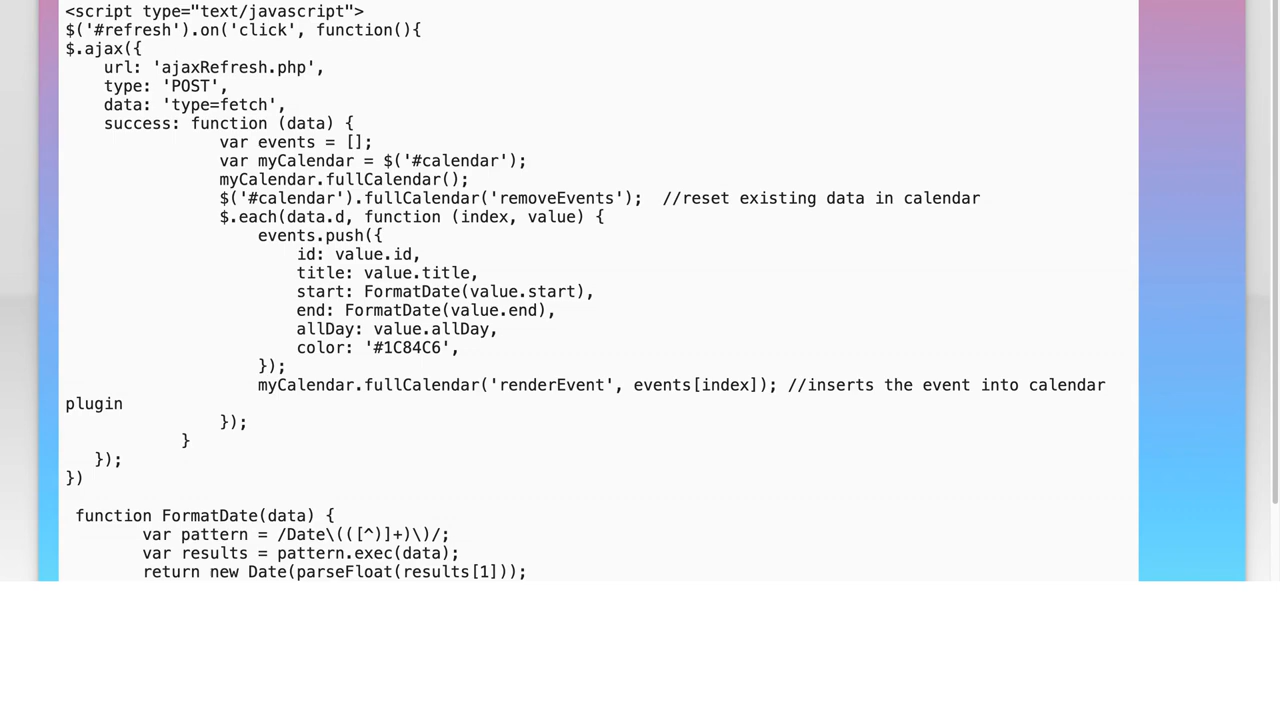 <script type="text/javascript">
$('#refresh').on('click', function(){
$.ajax({
    url: 'ajaxRefresh.php',
    type: 'POST',
    data: 'type=fetch',
    success: function (data) {
                var events = [];
                var myCalendar = $('#calendar');
                myCalendar.fullCalendar();
                $('#calendar').fullCalendar('removeEvents');  //reset existing data in calendar
                $.each(data.d, function (index, value) {
                    events.push({
                        id: value.id,
                        title: value.title,
                        start: FormatDate(value.start),
                        end: FormatDate(value.end),
                        allDay: value.allDay,
                        color: '#1C84C6',
                    });
                    myCalendar.fullCalendar('renderEvent', events[index]); //inserts the event into calendar
plugin
                });
            }
   });
})
 function FormatDate(data) {
        var pattern = /Date\(([^)]+)\)/;
        var results = pattern.exec(data);
        return new Date(parseFloat(results[1]));